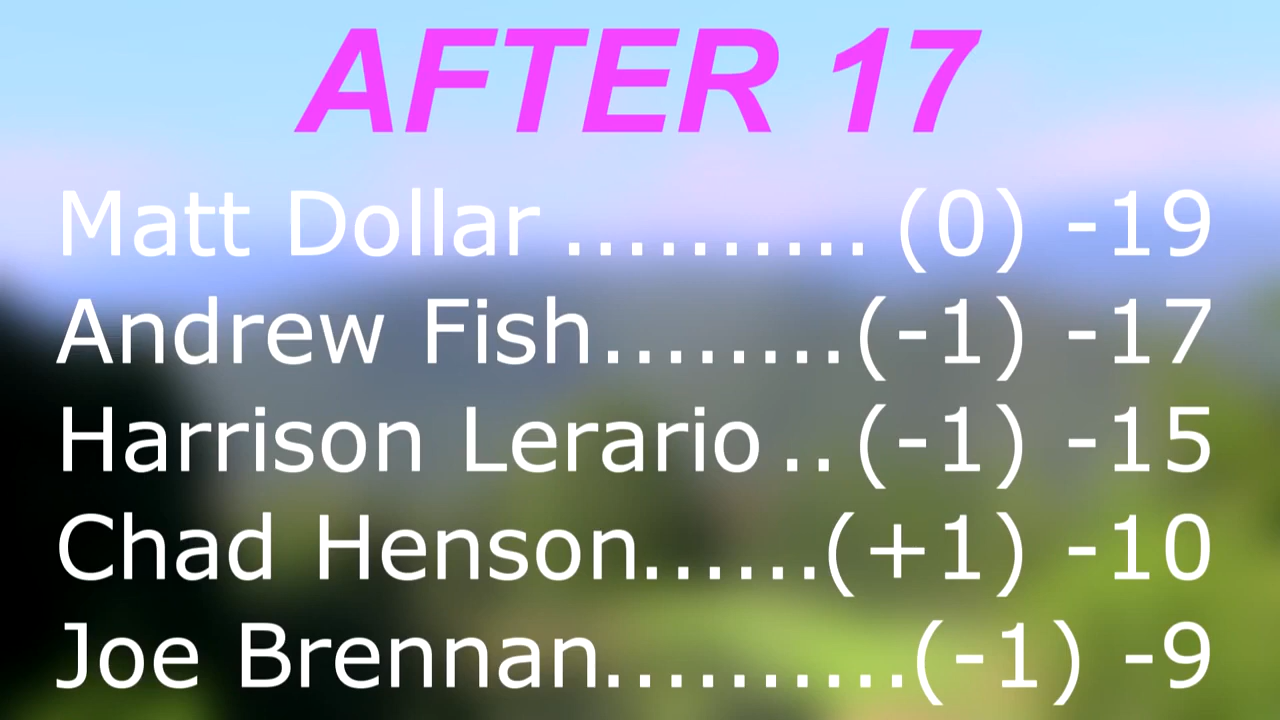 AFTER 17
Matt Dollar .......... (0) -19
Andrew Fish........(-1) -17
Harrison Lerario ..(-1) -15
Chad Henson......(+1) -10
Joe Brennan..........(-1) -9